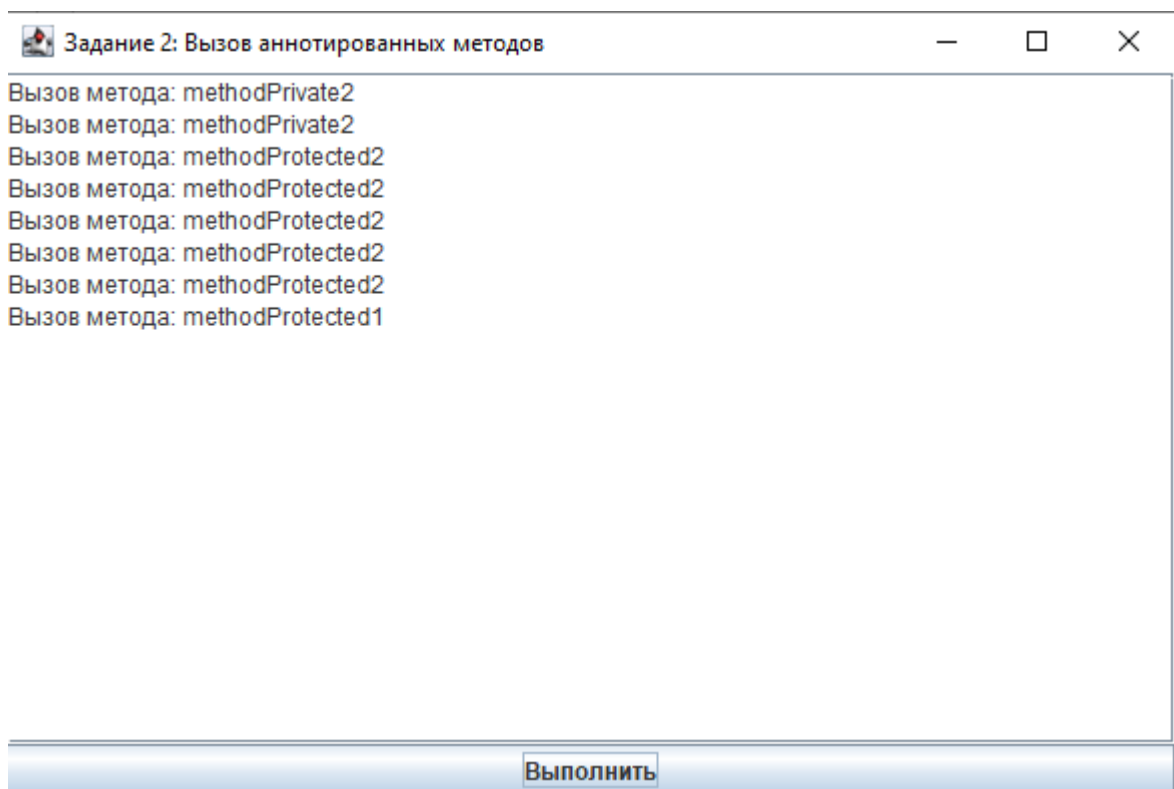 Задание 2: Вызов аннотированных методов
Вызов метода: methodPrivate2
Вызов метода: methodPrivate2
Вызов метода: methodProtected2
Вызов метода: methodProtected2
Вызов метода: methodProtected2
Вызов метода: methodProtected2
Вызов метода: methodProtected2
Вызов метода: methodProtected1
Выполнить